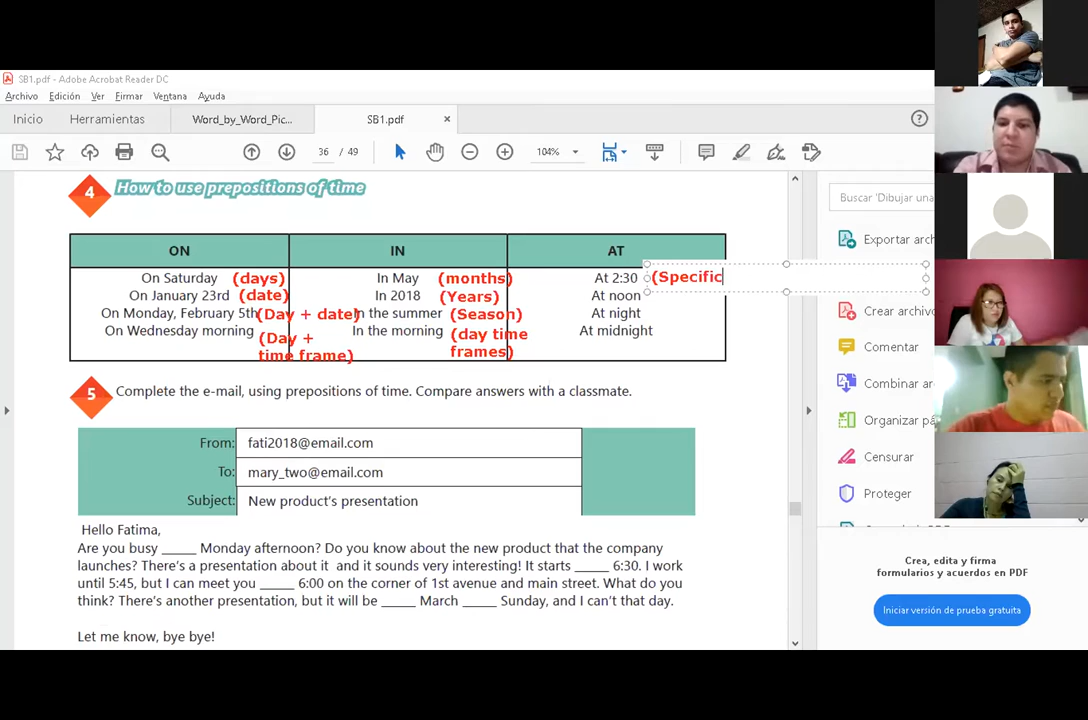 SB1.pdf - Adobe Acrobat Reader DC
Archivo Edición Ver Firmar Ventana Ayuda
Inicio Herramientas Word_by_Word_Pic... SB1.pdf ×
36 / 49 104%
4 How to use prepositions of time
ON IN AT
On Saturday (days) In May (months) At 2:30 (Specific
On January 23rd (date) In 2018 (Years) At noon
On Monday, February 5th (Day + date) In the summer (Season) At night
On Wednesday morning (Day + time frame) In the morning (day time frames) At midnight
5 Complete the e-mail, using prepositions of time. Compare answers with a classmate.
From: fati2018@email.com
To: mary_two@email.com
Subject: New product's presentation
Hello Fatima,
Are you busy _____ Monday afternoon? Do you know about the new product that the company
launches? There's a presentation about it and it sounds very interesting! It starts _____ 6:30. I work
until 5:45, but I can meet you _____ 6:00 on the corner of 1st avenue and main street. What do you
think? There's another presentation, but it will be _____ March _____ Sunday, and I can't that day.
Let me know, bye bye!
Buscar 'Dibujar una
Exportar arch
Crear archivo
Comentar
Combinar arc
Organizar pá
Censurar
Proteger
Crea, edita y firma
formularios y acuerdos en PDF
Iniciar versión de prueba gratuita